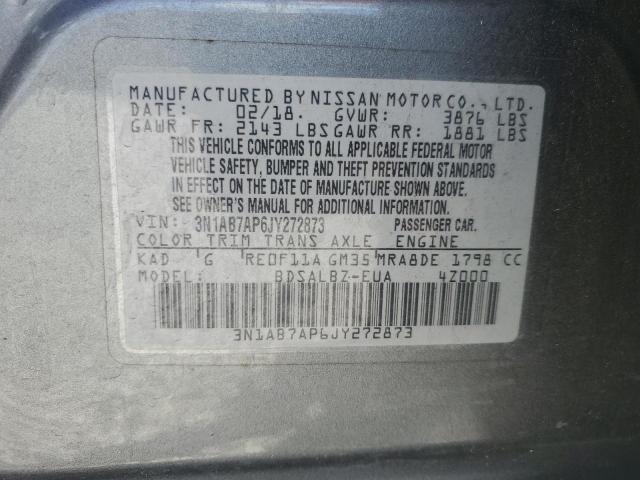 MANUFACTURED BY NISSAN MOTOR CO., LTD.
DATE: 02/18. GVWR: 3876 LBS
GAWR FR: 2143 LBS GAWR RR: 1881 LBS
THIS VEHICLE CONFORMS TO ALL APPLICABLE FEDERAL MOTOR
VEHICLE SAFETY, BUMPER AND THEFT PREVENTION STANDARDS
IN EFFECT ON THE DATE OF MANUFACTURE SHOWN ABOVE.
SEE OWNER'S MANUAL FOR ADDITIONAL INFORMATION.
VIN: 3N1AB7AP6JY272873 PASSENGER CAR.
COLOR TRIM TRANS AXLE ENGINE
KAD G RE0F11A GM35 MRA8DE 1798 CC
MODEL: BDSALBZ-EUA 4Z000
3N1AB7AP6JY272873